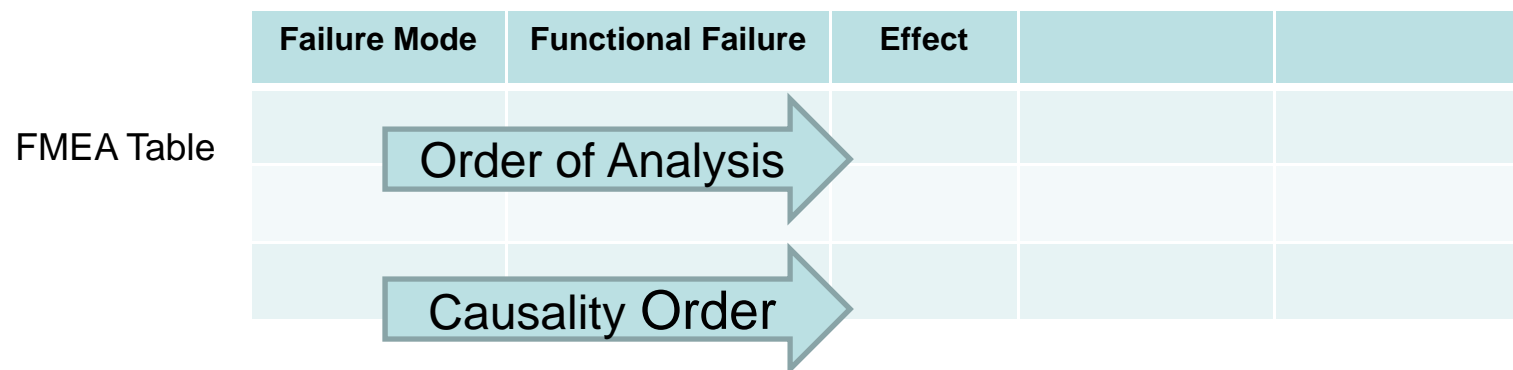 Failure Mode Functional Failure Effect
FMEA Table
Order of Analysis
Causality Order